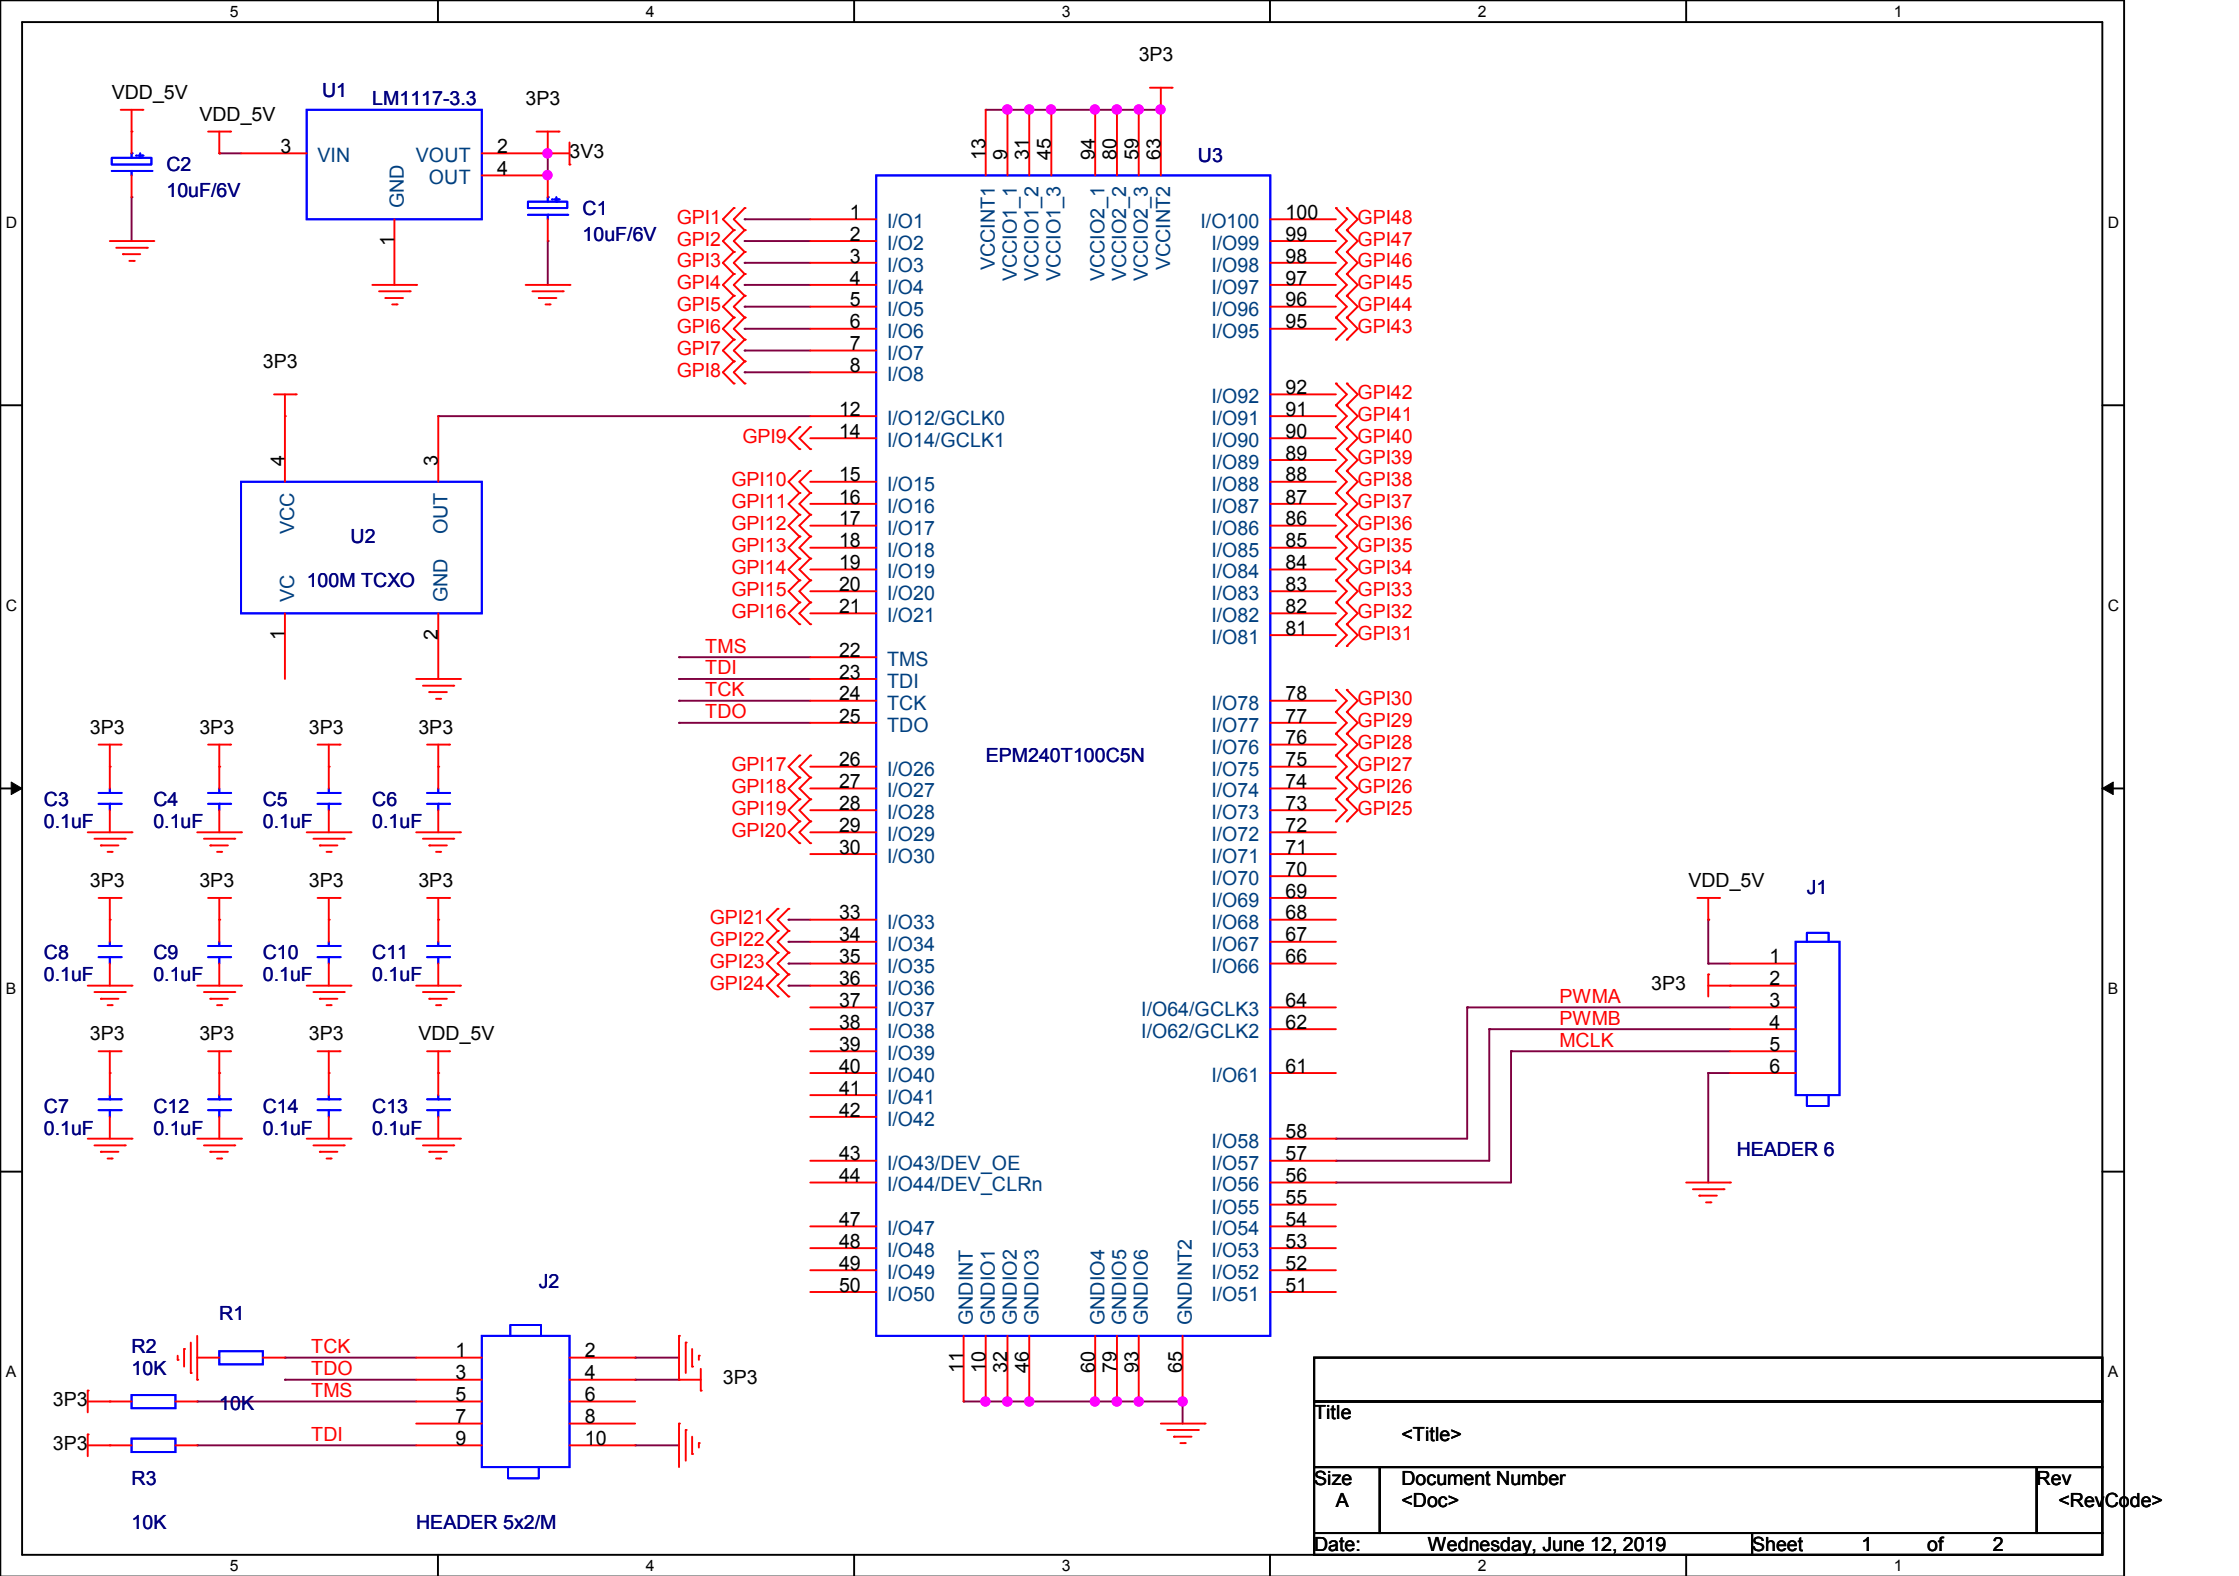 5 4 3 2 1
D
C
B
A
D
C
B
A
VDD_5V
C2
10uF/6V
VDD_5V
U1
LM1117-3.3
3 VIN
VOUT 2
OUT 4
GND
1
3P3
3V3
C1
10uF/6V
3P3
4
3
VCC
OUT
U2
100M TCXO
VC
GND
1
2
3P3 3P3 3P3 3P3
C3 C4 C5 C6
0.1uF 0.1uF 0.1uF 0.1uF
3P3 3P3 3P3 3P3
C8 C9 C10 C11
0.1uF 0.1uF 0.1uF 0.1uF
3P3 3P3 3P3 VDD_5V
C7 C12 C14 C13
0.1uF 0.1uF 0.1uF 0.1uF
R1
R2
10K
3P3
10K
3P3
R3
10K
TCK
TDO
TMS
TDI
J2
1 2
3 4
5 6
7 8
9 10
3P3
HEADER 5x2/M
3P3
13 9 31 45 94 80 59 63
VCCINT1 VCCIO1_1 VCCIO1_2 VCCIO1_3 VCCIO2_1 VCCIO2_2 VCCIO2_3 VCCINT2
U3
EPM240T100C5N
GPI1 1 I/O1
GPI2 2 I/O2
GPI3 3 I/O3
GPI4 4 I/O4
GPI5 5 I/O5
GPI6 6 I/O6
GPI7 7 I/O7
GPI8 8 I/O8
12 I/O12/GCLK0
GPI9 14 I/O14/GCLK1
GPI10 15 I/O15
GPI11 16 I/O16
GPI12 17 I/O17
GPI13 18 I/O18
GPI14 19 I/O19
GPI15 20 I/O20
GPI16 21 I/O21
TMS 22 TMS
TDI 23 TDI
TCK 24 TCK
TDO 25 TDO
GPI17 26 I/O26
GPI18 27 I/O27
GPI19 28 I/O28
GPI20 29 I/O29
30 I/O30
GPI21 33 I/O33
GPI22 34 I/O34
GPI23 35 I/O35
GPI24 36 I/O36
37 I/O37
38 I/O38
39 I/O39
40 I/O40
41 I/O41
42 I/O42
43 I/O43/DEV_OE
44 I/O44/DEV_CLRn
47 I/O47
48 I/O48
49 I/O49
50 I/O50
I/O100 100 GPI48
I/O99 99 GPI47
I/O98 98 GPI46
I/O97 97 GPI45
I/O96 96 GPI44
I/O95 95 GPI43
I/O92 92 GPI42
I/O91 91 GPI41
I/O90 90 GPI40
I/O89 89 GPI39
I/O88 88 GPI38
I/O87 87 GPI37
I/O86 86 GPI36
I/O85 85 GPI35
I/O84 84 GPI34
I/O83 83 GPI33
I/O82 82 GPI32
I/O81 81 GPI31
I/O78 78 GPI30
I/O77 77 GPI29
I/O76 76 GPI28
I/O75 75 GPI27
I/O74 74 GPI26
I/O73 73 GPI25
I/O72 72
I/O71 71
I/O70 70
I/O69 69
I/O68 68
I/O67 67
I/O66 66
I/O64/GCLK3 64
I/O62/GCLK2 62
I/O61 61
I/O58 58
I/O57 57
I/O56 56
I/O55 55
I/O54 54
I/O53 53
I/O52 52
I/O51 51
GNDINT GNDIO1 GNDIO2 GNDIO3 GNDIO4 GNDIO5 GNDIO6 GNDINT2
11 10 32 46 60 79 93 65
VDD_5V
J1
1
3P3 2
PWMA 3
PWMB 4
MCLK 5
6
HEADER 6
Title
<Title>
Size Document Number Rev
A <Doc> <RevCode>
Date: Wednesday, June 12, 2019 Sheet 1 of 2
5 4 3 2 1